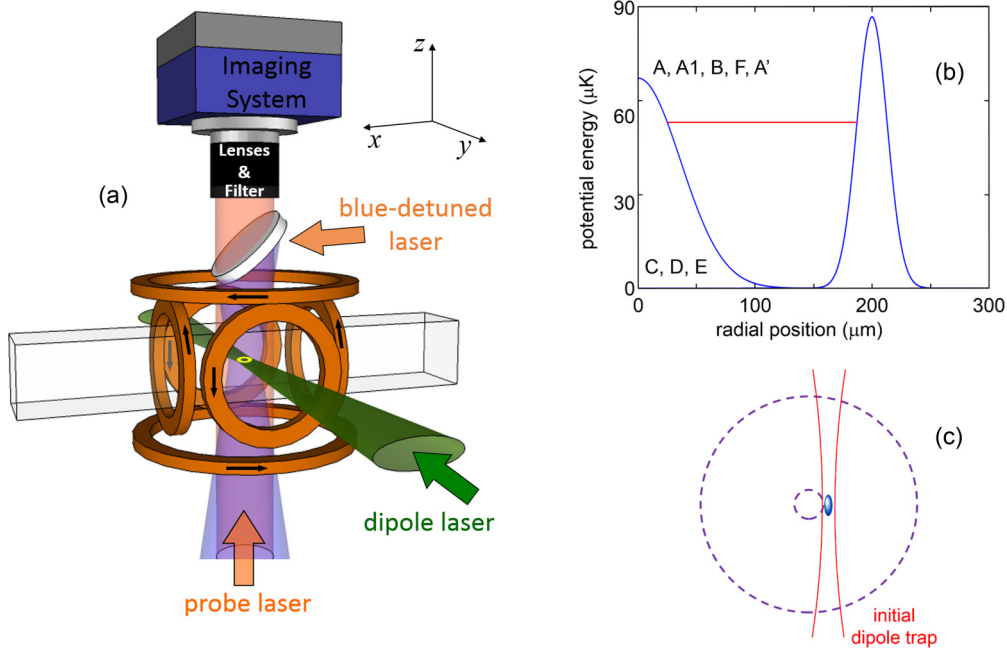 Imaging
System
z
x
y
Lenses
&
Filter
(a)
blue-detuned
laser
dipole laser
probe laser
90
60
30
0
potential energy (μK)
A, A1, B, F, A’
(b)
C, D, E
0
100
200
300
radial position (μm)
(c)
initial
dipole trap